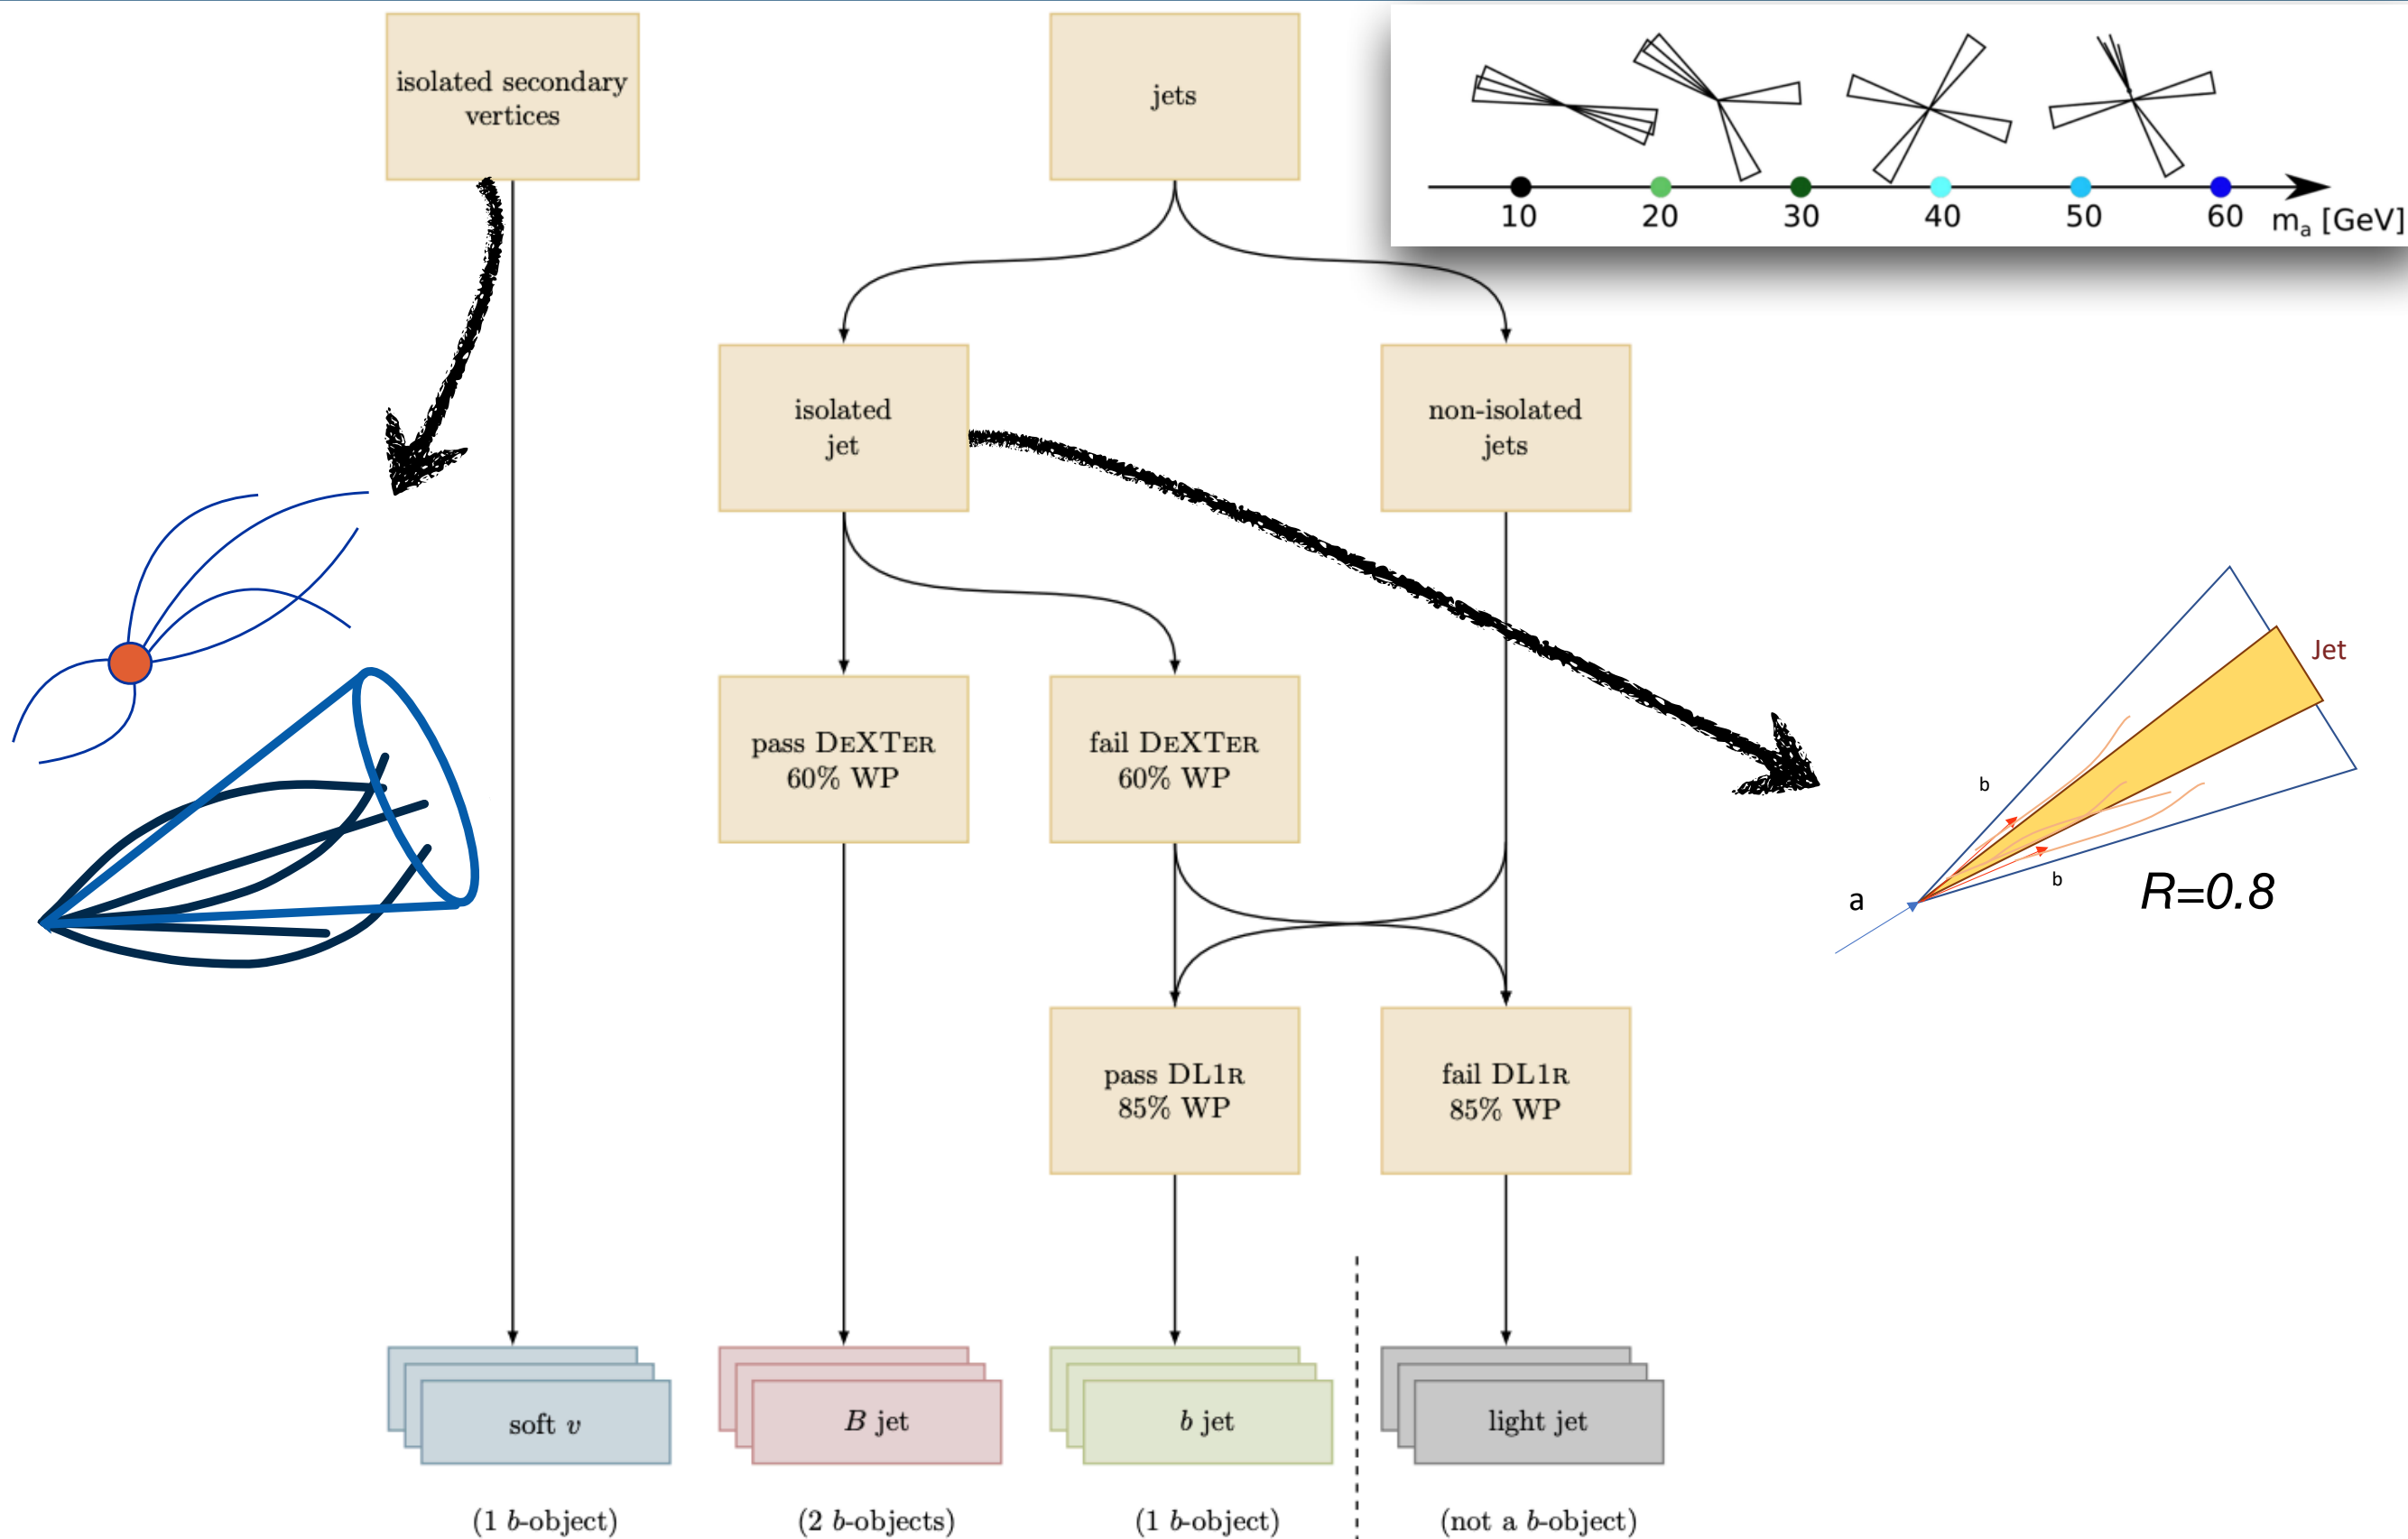 isolated secondary
vertices
jets
10 20 30 40 50 60 mₐ [GeV]
isolated
jet
non-isolated
jets
pass DeXTer
60% WP
fail DeXTer
60% WP
Jet
b
b
a
R=0.8
pass DL1r
85% WP
fail DL1r
85% WP
soft v
B jet
b jet
light jet
(1 b-object)
(2 b-objects)
(1 b-object)
(not a b-object)